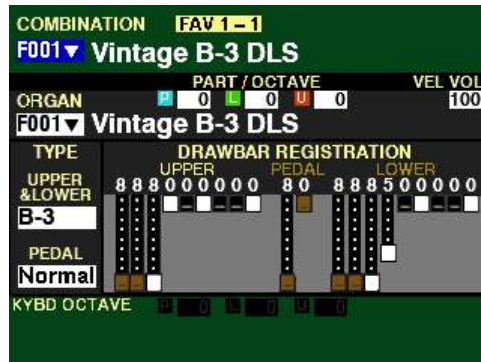 COMBINATION FAV 1 – 1
F001▼ Vintage B-3 DLS
PART / OCTAVE VEL VOL
ORGAN P 0 L 0 U 0 100
F001▼ Vintage B-3 DLS
TYPE DRAWBAR REGISTRATION
UPPER PEDAL LOWER
UPPER 888000000 80 888500000
&LOWER
B-3
PEDAL
Normal
KYBD OCTAVE P 0 L 0 U 0